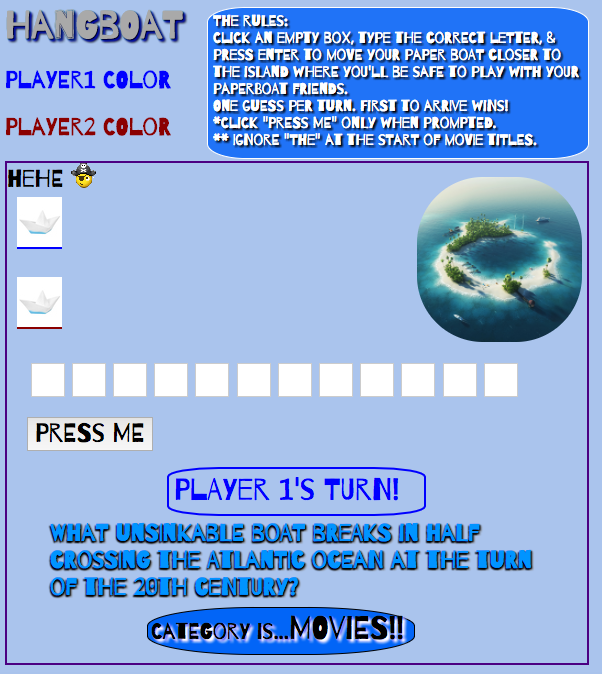 HANGBOAT
PLAYER1 COLOR
PLAYER2 COLOR
THE RULES:
CLICK AN EMPTY BOX, TYPE THE CORRECT LETTER, &
PRESS ENTER TO MOVE YOUR PAPER BOAT CLOSER TO
THE ISLAND WHERE YOU'LL BE SAFE TO PLAY WITH YOUR
PAPERBOAT FRIENDS.
ONE GUESS PER TURN. FIRST TO ARRIVE WINS!
*CLICK "PRESS ME" ONLY WHEN PROMPTED.
** IGNORE "THE" AT THE START OF MOVIE TITLES.
HEHE
PRESS ME
PLAYER 1'S TURN!
WHAT UNSINKABLE BOAT BREAKS IN HALF
CROSSING THE ATLANTIC OCEAN AT THE TURN
OF THE 20TH CENTURY?
CATEGORY IS...MOVIES!!